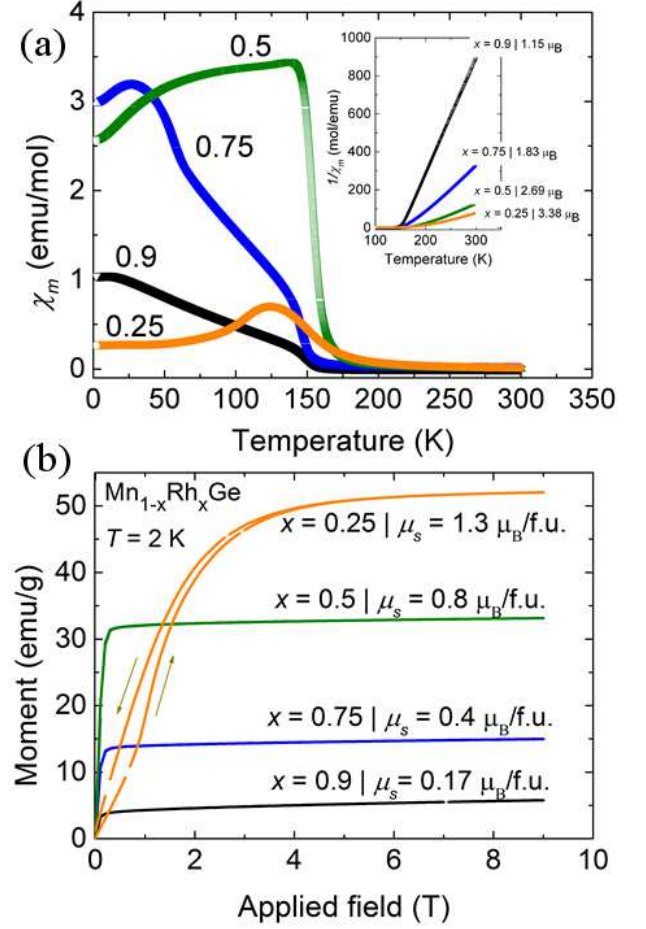 (a)
4
3
2
1
0
χm (emu/mol)
0.5
0.75
0.9
0.25
0 50 100 150 200 250 300 350
Temperature (K)
1000
800
600
400
200
0
1/χm (mol/emu)
x = 0.9 | 1.15 μB
x = 0.75 | 1.83 μB
x = 0.5 | 2.69 μB
x = 0.25 | 3.38 μB
100 200 300
Temperature (K)
(b)
50
40
30
20
10
0
Moment (emu/g)
Mn1-xRhxGe
T = 2 K
x = 0.25 | μs = 1.3 μB/f.u.
x = 0.5 | μs = 0.8 μB/f.u.
x = 0.75 | μs = 0.4 μB/f.u.
x = 0.9 | μs = 0.17 μB/f.u.
0 2 4 6 8 10
Applied field (T)